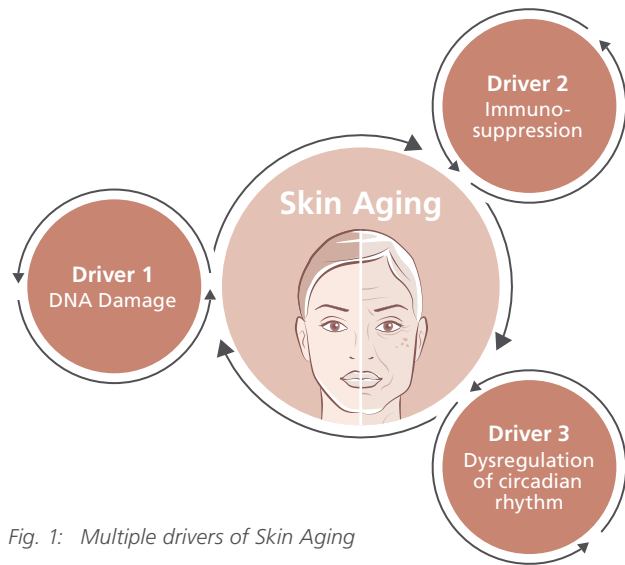 Driver 2
Immuno-
suppression
Skin Aging
Driver 1
DNA Damage
Driver 3
Dysregulation
of circadian
rhythm
Fig. 1: Multiple drivers of Skin Aging